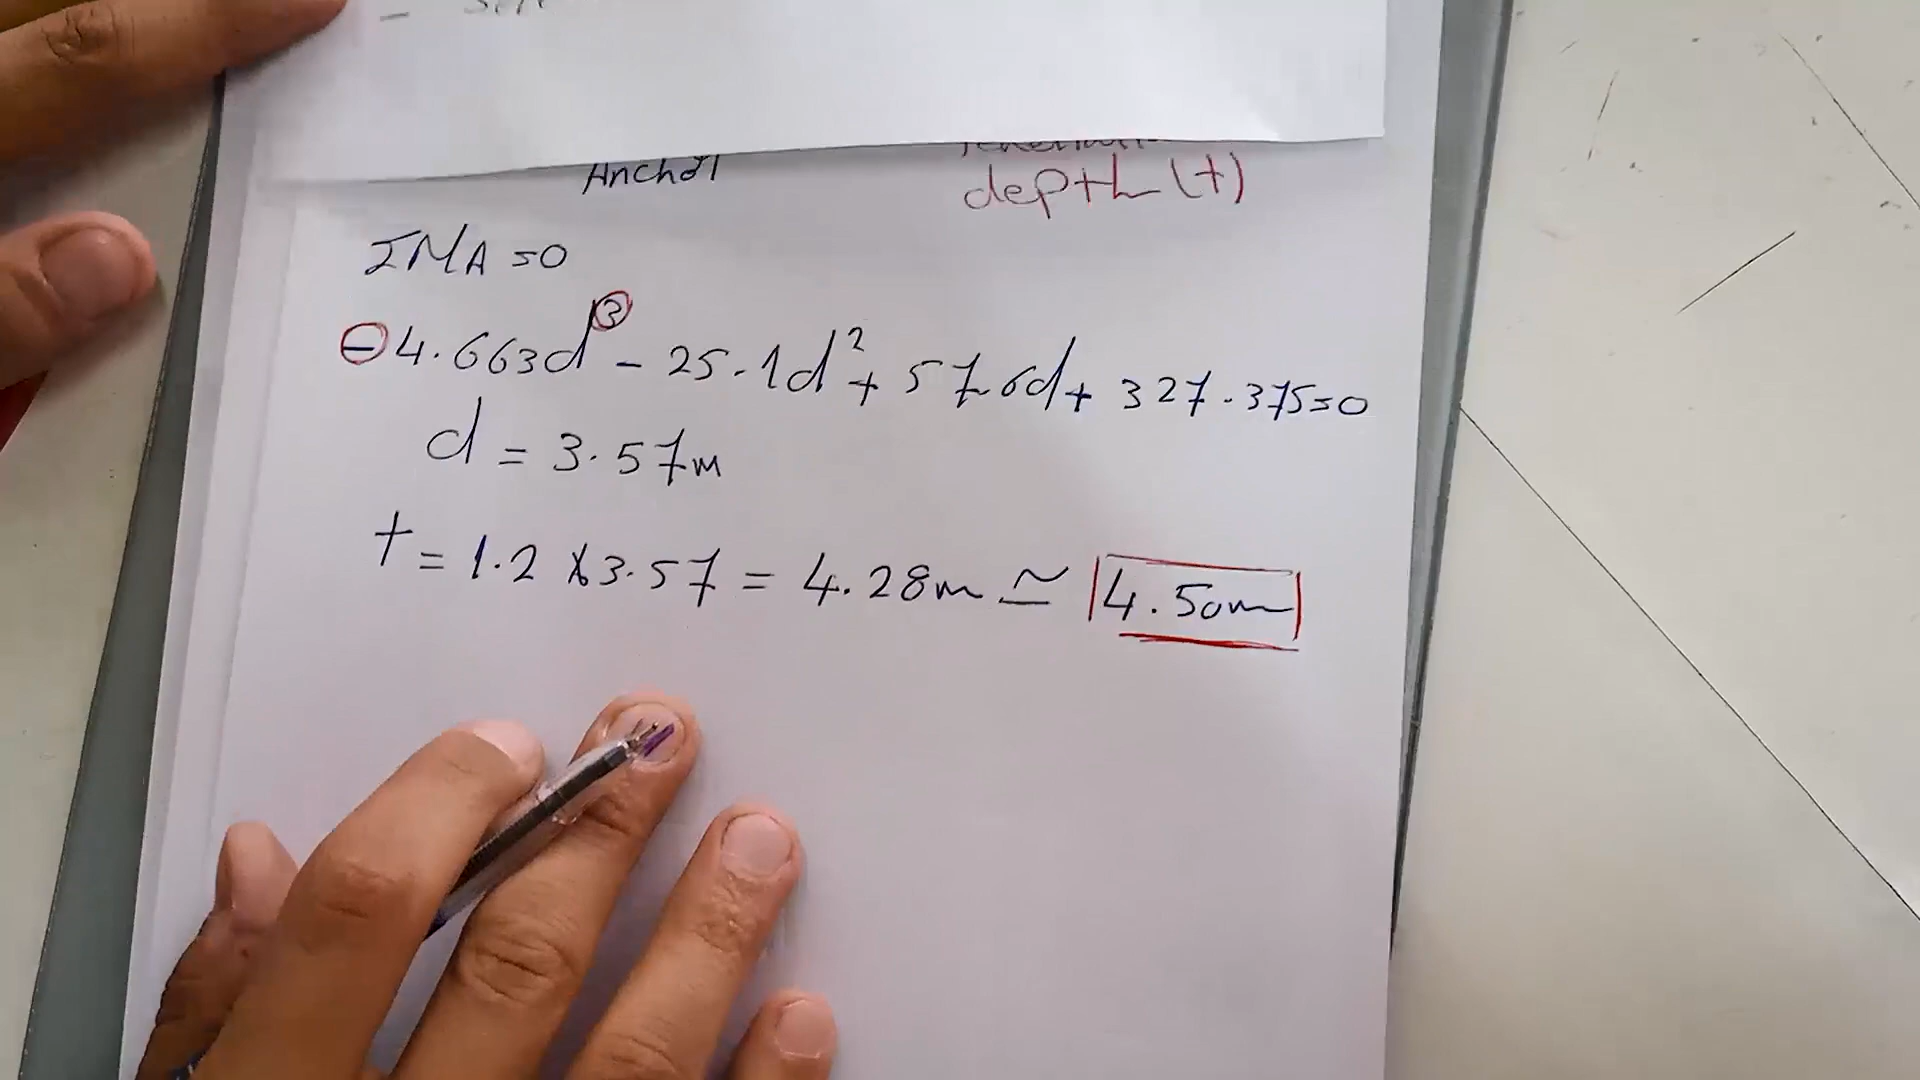 Anchor
depth (t)
ΣMA = 0
- 4.663d³ - 25.1d² + 57.6d + 327.375 = 0
d = 3.57m
t = 1.2 x 3.57 = 4.28m ≃ 4.50m